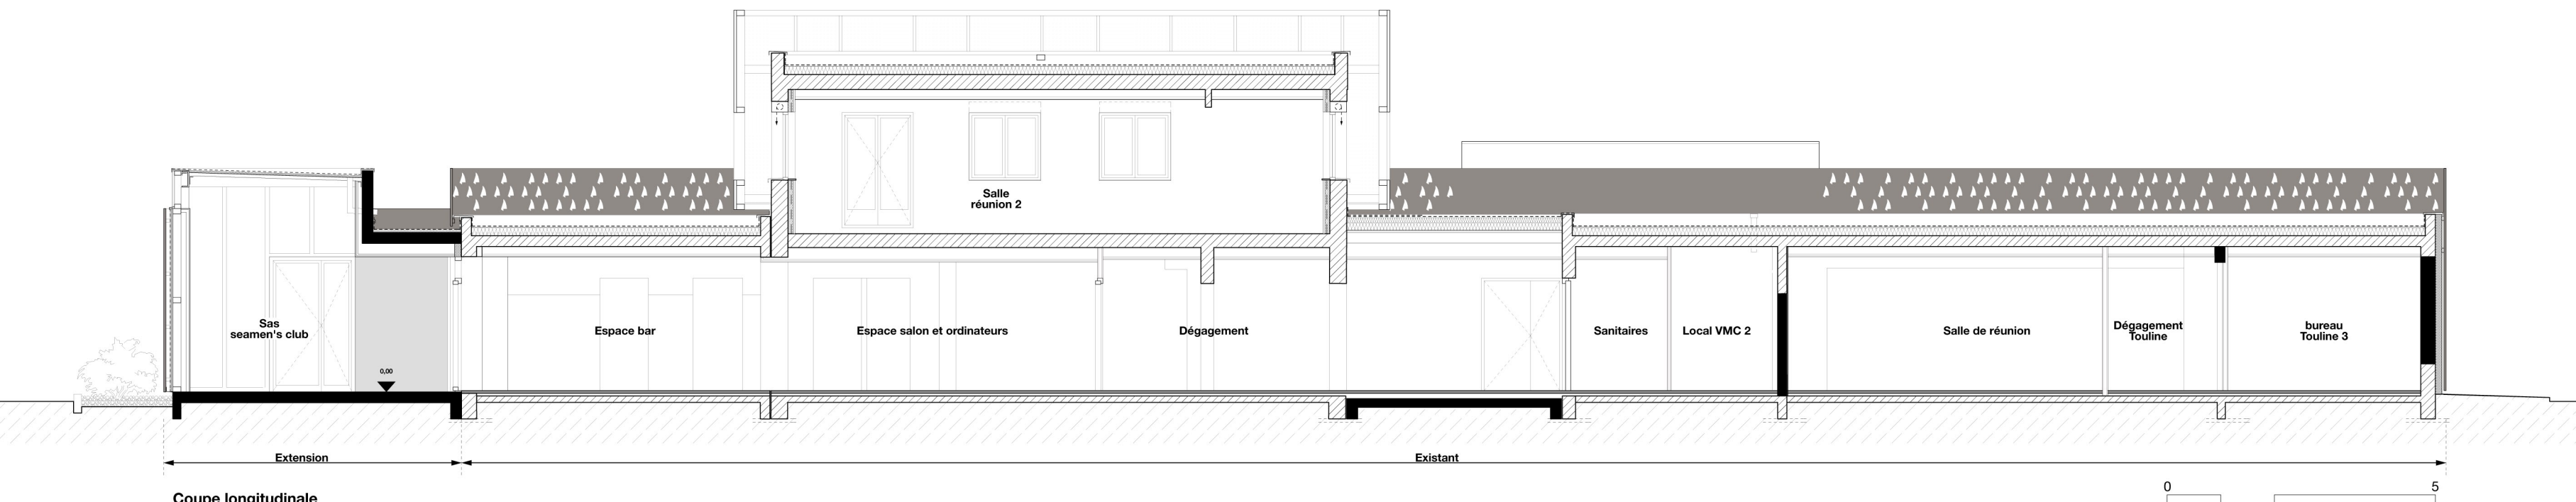 Salle
réunion 2
Sas
seamen's club
0,00
Espace bar
Espace salon et ordinateurs
Dégagement
Sanitaires
Local VMC 2
Salle de réunion
Dégagement
Touline
bureau
Touline 3
Extension
Existant
Coupe longitudinale
0
5